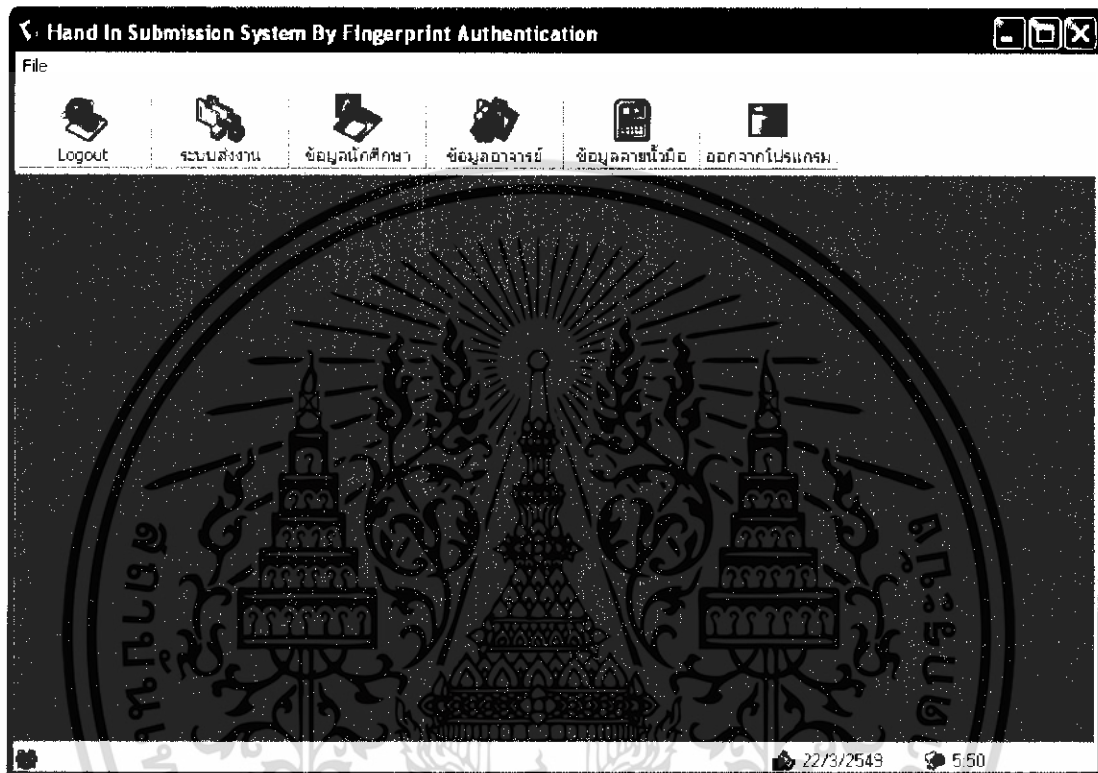 Hand In Submission System By Fingerprint Authentication
File
Logout ระบบส่งงาน ข้อมูลนักศึกษา ข้อมูลอาจารย์ ข้อมูลลายนิ้วมือ ออกจากโปรแกรม
22/3/2549 5:50